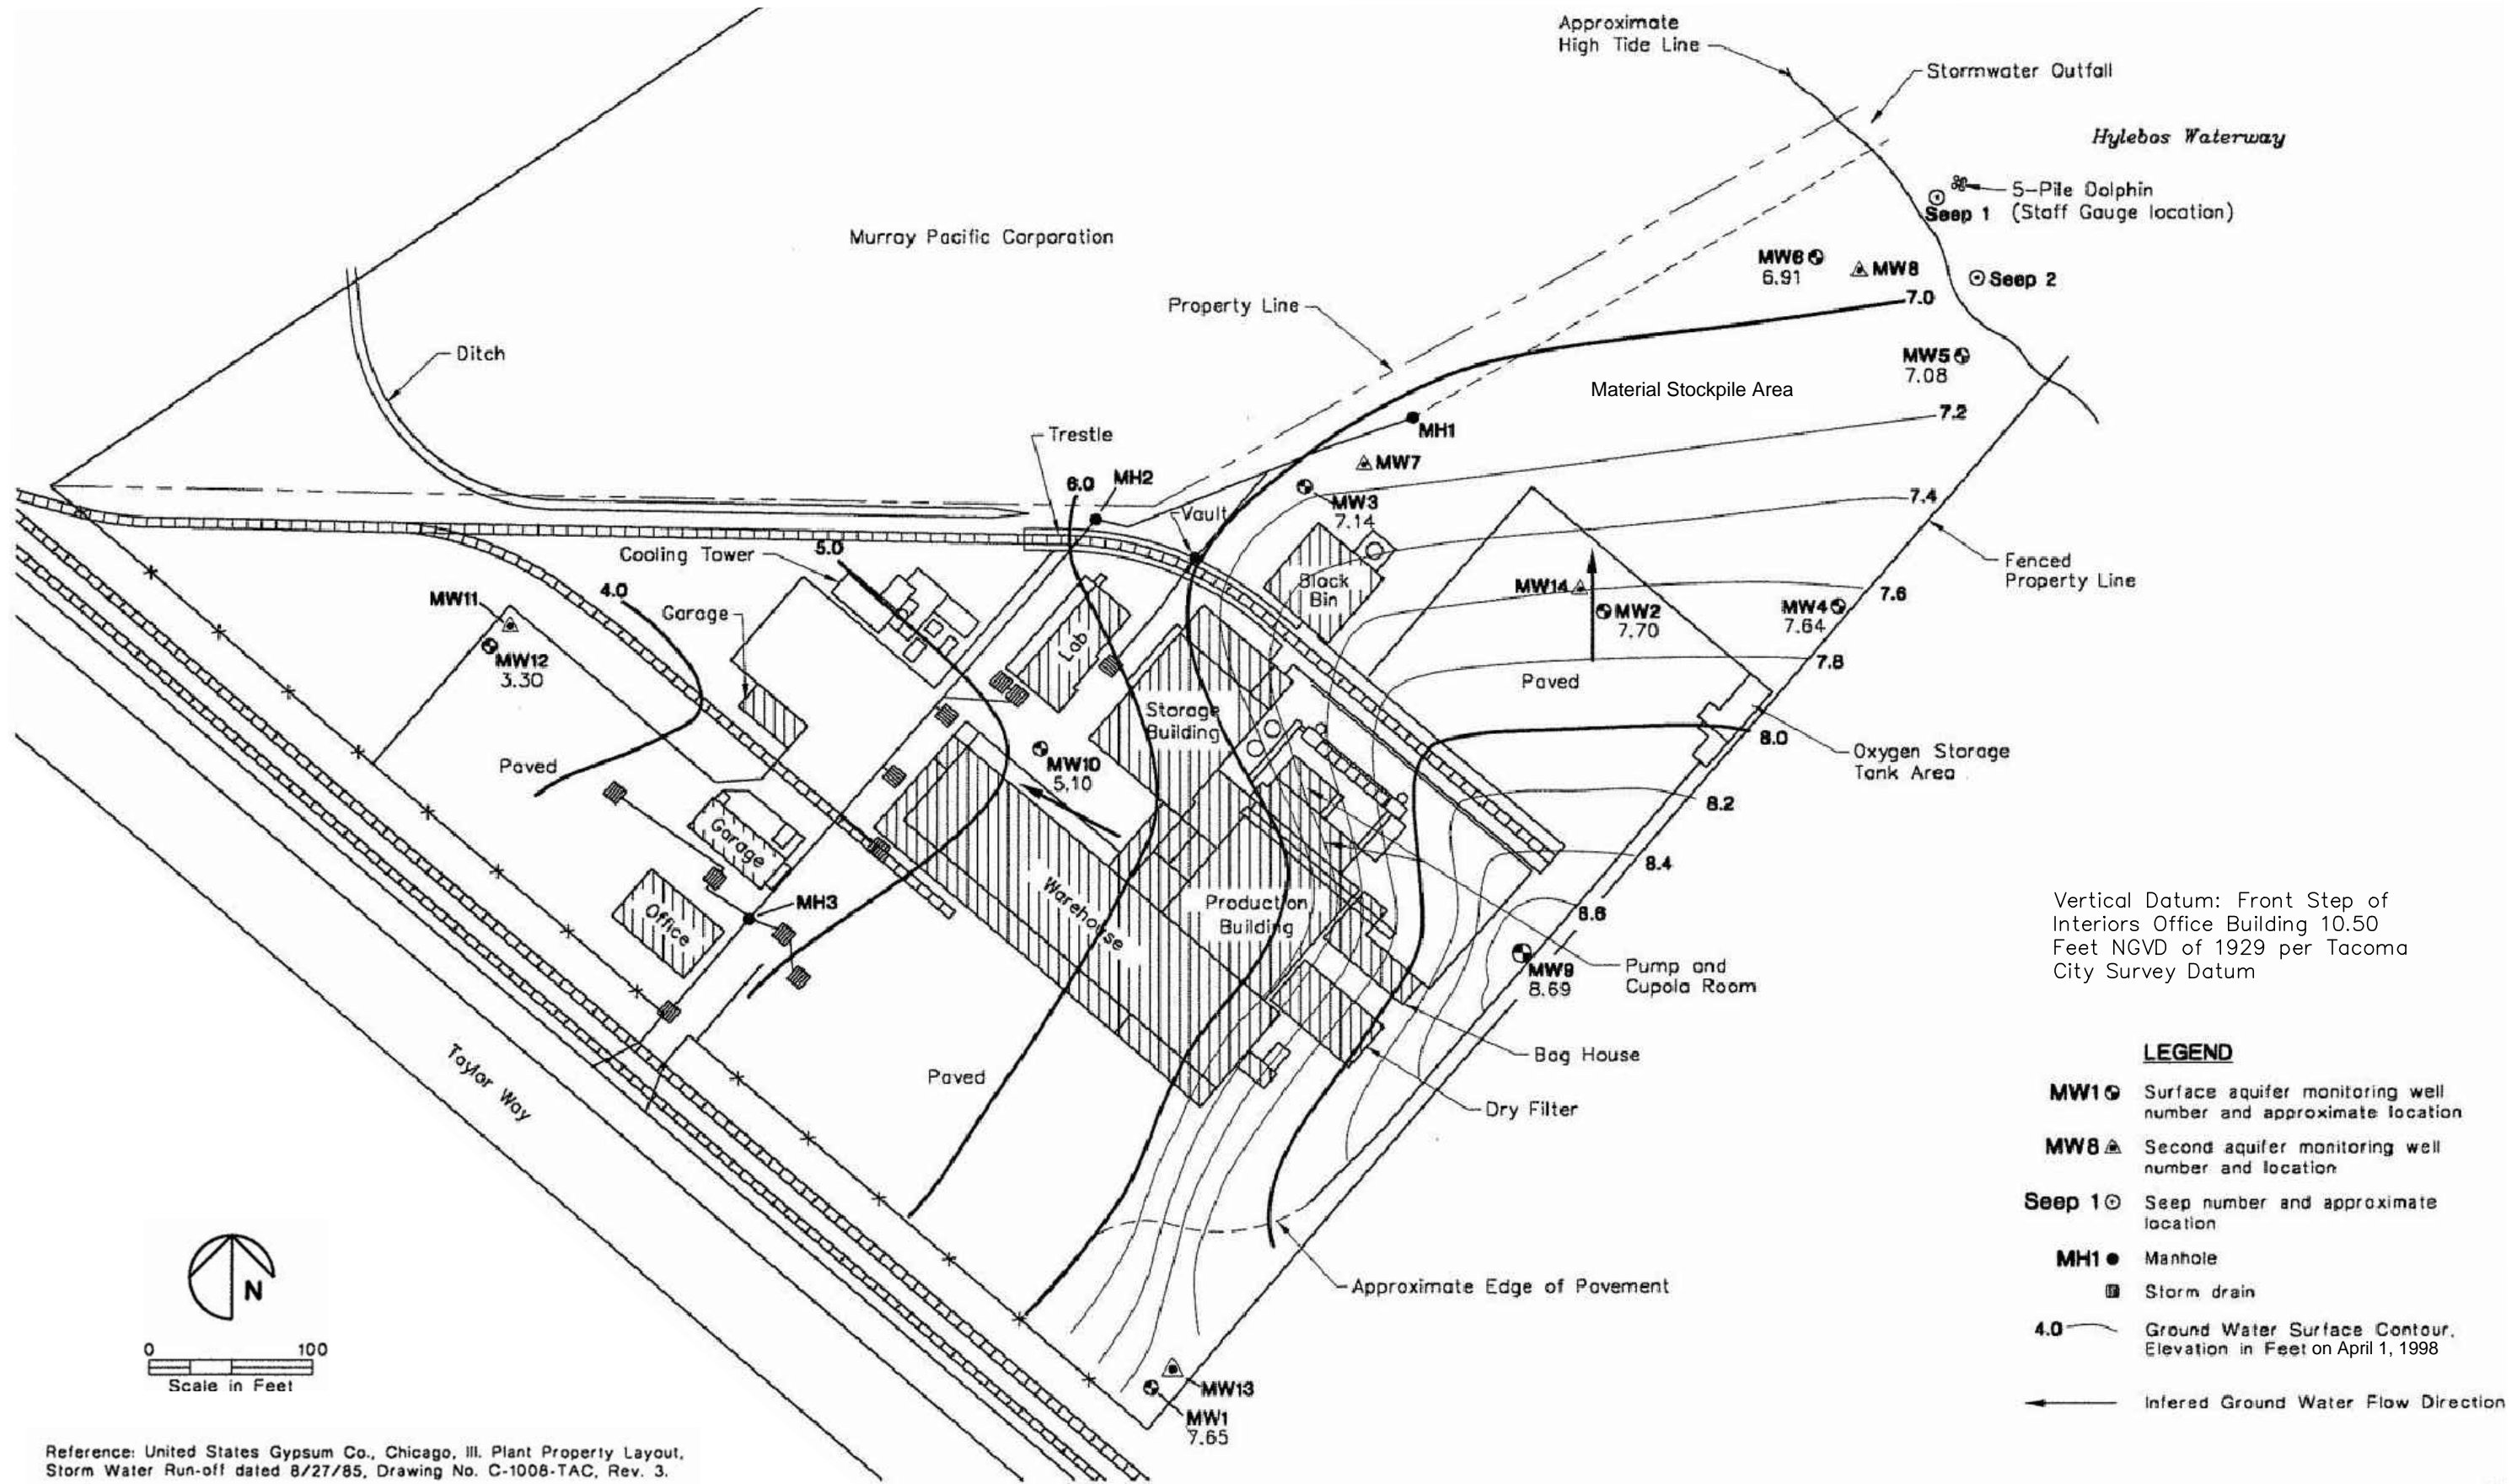 Approximate
High Tide Line
Stormwater Outfall
Hylebos Waterway
5-Pile Dolphin
(Staff Gauge location)
Seep 1
Murray Pacific Corporation
MW6
6.91
MW8
Seep 2
7.0
Property Line
Ditch
MW5
7.08
Material Stockpile Area
7.2
MH1
Trestle
MW7
6.0
MH2
7.4
MW3
7.14
Vault
Cooling Tower
5.0
Fenced
Property Line
Black
Bin
MW14
MW2
7.70
MW4
7.64
7.6
MW11
4.0
Garage
Lab
MW12
3.30
7.8
Paved
Storage
Building
8.0
Oxygen Storage
Tank Area
Paved
MW10
5.10
8.2
Garage
8.4
Office
MH3
Warehouse
Production
Building
8.6
MW9
8.69
Pump and
Cupola Room
Vertical Datum: Front Step of
Interiors Office Building 10.50
Feet NGVD of 1929 per Tacoma
City Survey Datum
Bag House
Taylor Way
Paved
Dry Filter
Approximate Edge of Pavement
MW13
MW1
7.65
N
0 100
Scale in Feet
LEGEND
MW1 Surface aquifer monitoring well
number and approximate location
MW8 Second aquifer monitoring well
number and location
Seep 1 Seep number and approximate
location
MH1 Manhole
Storm drain
4.0 Ground Water Surface Contour,
Elevation in Feet on April 1, 1998
Infered Ground Water Flow Direction
Reference: United States Gypsum Co., Chicago, Ill. Plant Property Layout,
Storm Water Run-off dated 8/27/85, Drawing No. C-1008-TAC, Rev. 3.